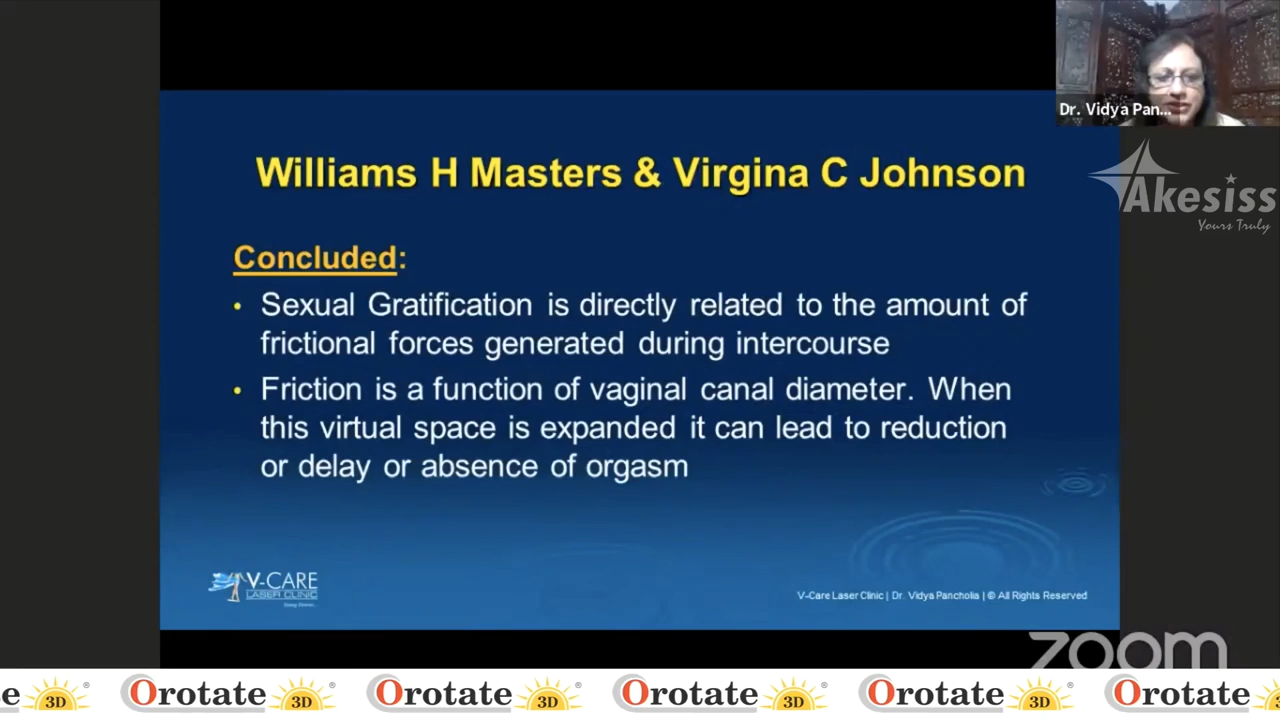 Dr. Vidya Pan...
Akesiss
Yours Truly
Williams H Masters & Virgina C Johnson
Concluded:
• Sexual Gratification is directly related to the amount of
frictional forces generated during intercourse
• Friction is a function of vaginal canal diameter. When
this virtual space is expanded it can lead to reduction
or delay or absence of orgasm
V-CARE
LASER CLINIC
V-Care Laser Clinic | Dr. Vidya Pancholia | © All Rights Reserved
zoom
e 3D® Orotate 3D® Orotate 3D® Orotate 3D® Orotate 3D® Orotate 3D